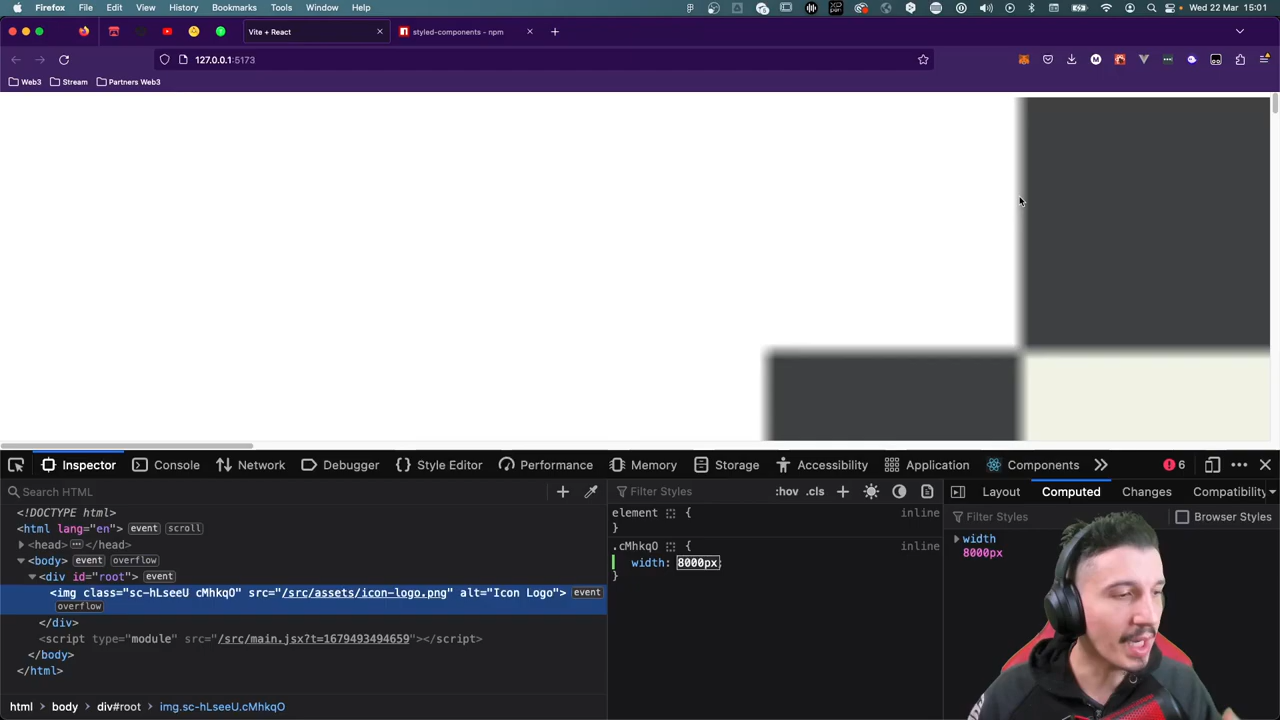 Firefox File Edit View History Bookmarks Tools Window Help Wed 22 Mar 15:01
Vite + React
styled-components - npm
127.0.0.1:5173
Web3 Stream Partners Web3
Inspector Console Network Debugger Style Editor Performance Memory Storage Accessibility Application Components 6
Search HTML
Filter Styles :hov .cls
Layout Computed Changes Compatibility
<!DOCTYPE html>
<html lang="en"> event scroll
<head> ··· </head>
<body> event overflow
<div id="root"> event
<img class="sc-hLseeU cMhkqO" src="/src/assets/icon-logo.png" alt="Icon Logo"> event
overflow
</div>
<script type="module" src="/src/main.jsx?t=1679493494659"></script>
</body>
</html>
html body div#root img.sc-hLseeU.cMhkqO
element { inline
}
.cMhkqO { inline
width: 8000px;
}
Filter Styles Browser Styles
width
8000px